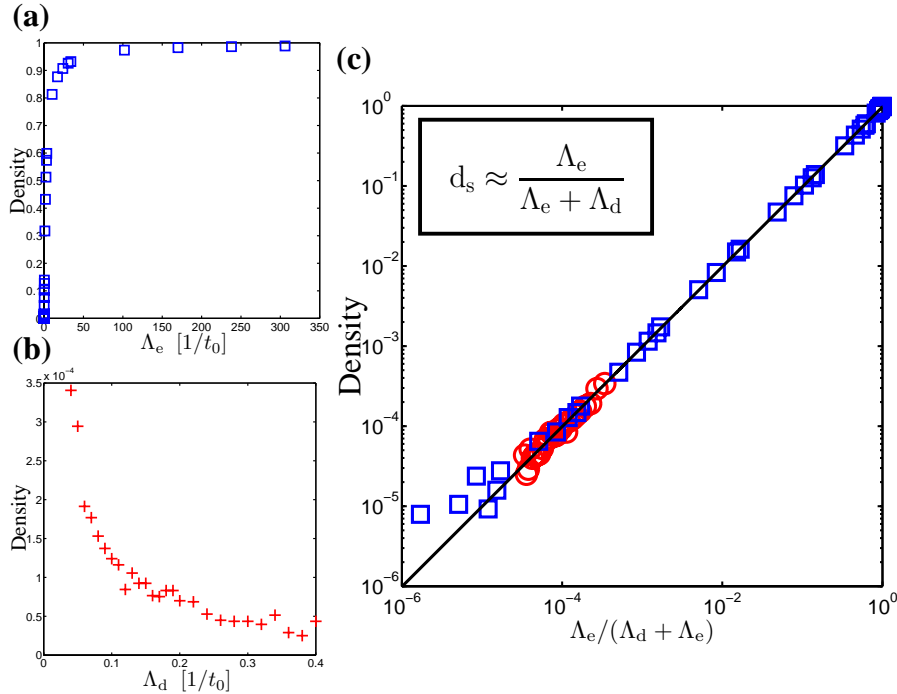 (a)
1
0.9
0.8
0.7
0.6
0.5
0.4
0.3
0.2
0.1
0
Density
0 50 100 150 200 250 300 350
Λe [1/t0]
(b)
x 10^-4
3.5
3
2.5
2
1.5
1
0.5
0
Density
0 0.1 0.2 0.3 0.4
Λd [1/t0]
(c)
10^0
10^-1
10^-2
10^-3
10^-4
10^-5
10^-6
Density
ds ≈ Λe / (Λe + Λd)
10^-6 10^-4 10^-2 10^0
Λe/(Λd + Λe)